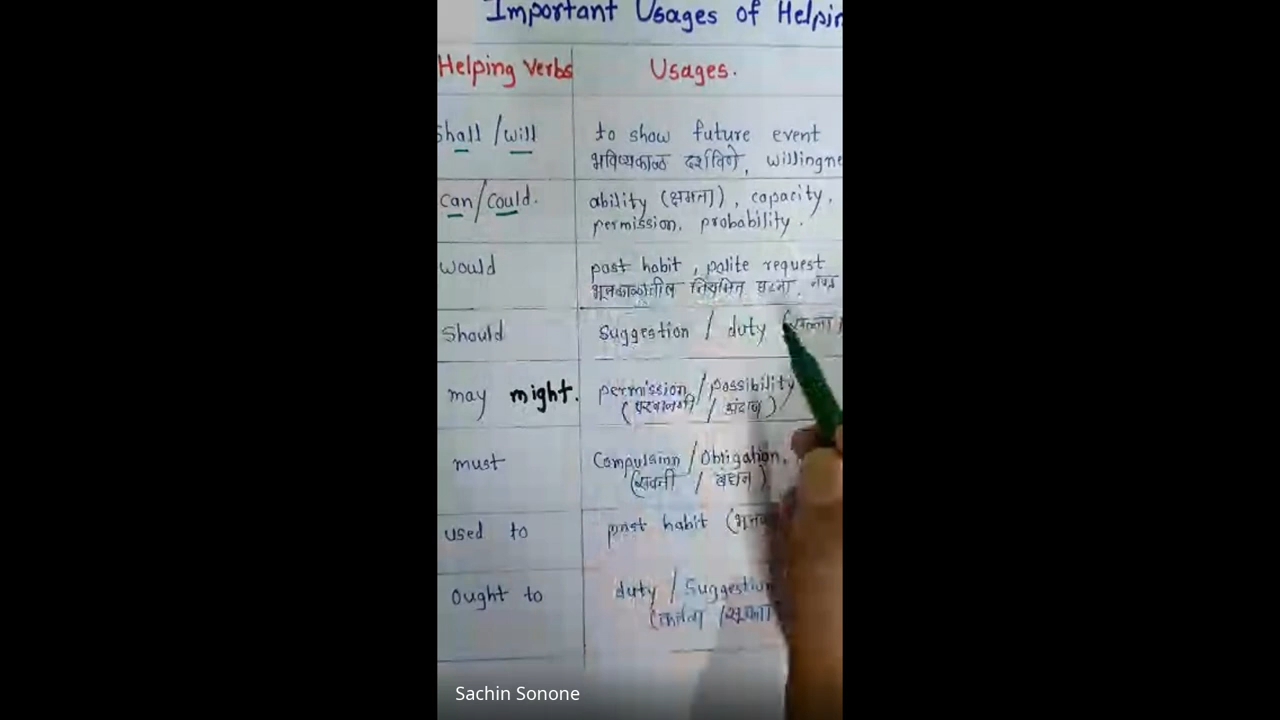 Important Usages of Helpin
Helping Verbs Usages.
Shall / will to show future event
भविष्यकाळ दर्शविणे, willingne
Can / Could. ability (क्षमता), capacity,
permission, probability.
would past habit, polite request
भूतकाळातील नियमित घटना.
Should Suggestion / duty (सल्ला)
may might. permission / possibility
(परवानगी / अंदाज)
must Compulsion / Obligation,
(सक्ती / बंधन)
used to past habit
ought to duty / Suggestion
(कर्तव्य /
Sachin Sonone